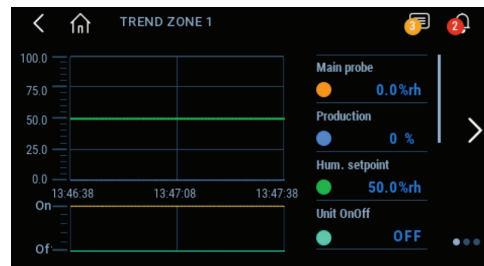 TREND ZONE 1
3
2
100.0
75.0
50.0
25.0
0.0
13:46:38
13:47:08
13:47:38
On
Of
Main probe
0.0%rh
Production
0 %
Hum. setpoint
50.0%rh
Unit OnOff
OFF